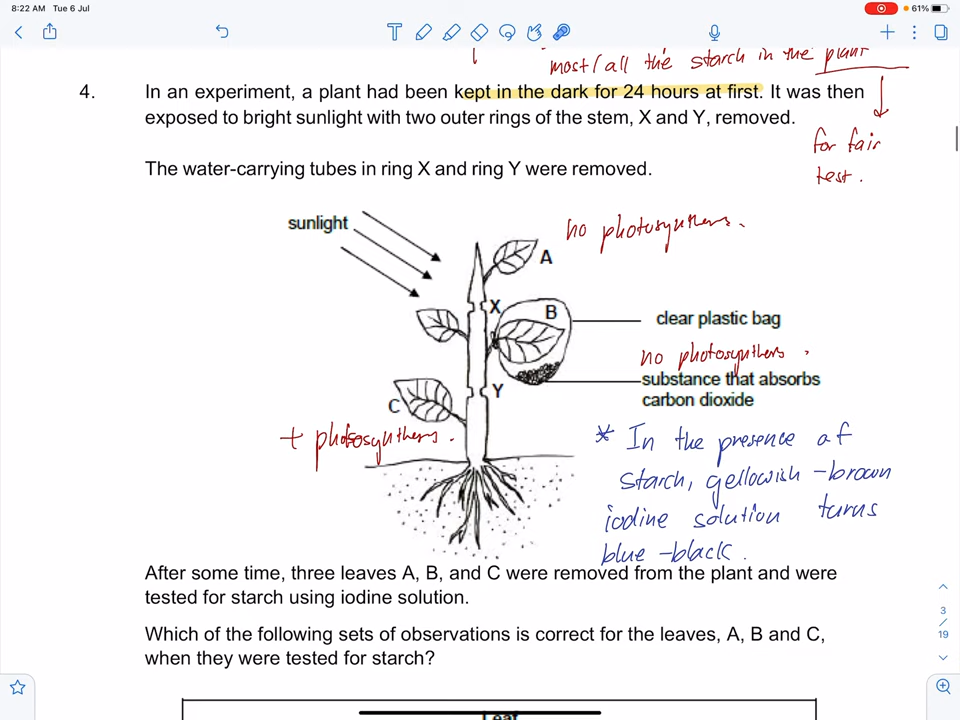 8:22 AM Tue 6 Jul
61%
T
most/all the starch in the plant
4. In an experiment, a plant had been kept in the dark for 24 hours at first. It was then
exposed to bright sunlight with two outer rings of the stem, X and Y, removed.
for fair
test.
The water-carrying tubes in ring X and ring Y were removed.
sunlight
no photosynthers.
A
X
B
clear plastic bag
no photosynthers.
substance that absorbs
carbon dioxide
Y
C
+ photosynthers.
* In the presence of
starch, yellowish-brown
iodine solution turns
blue-black.
After some time, three leaves A, B, and C were removed from the plant and were
tested for starch using iodine solution.
3
/
19
Which of the following sets of observations is correct for the leaves, A, B and C,
when they were tested for starch?
Leaf